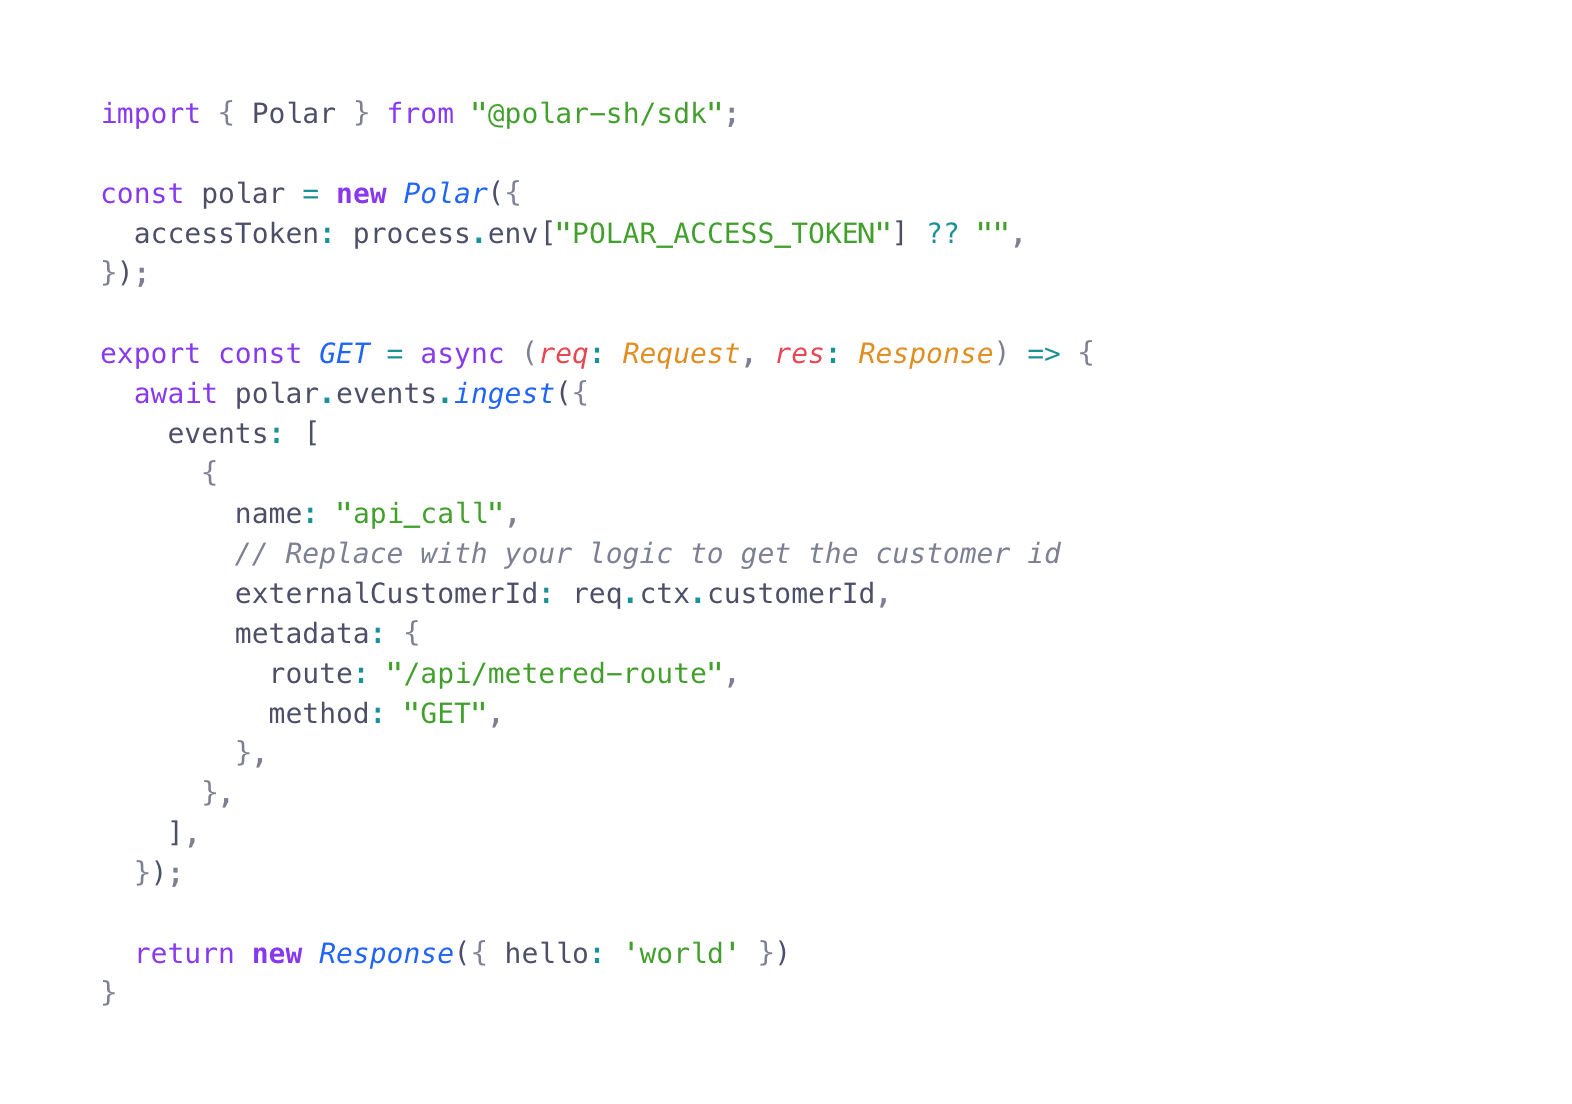 import { Polar } from "@polar-sh/sdk";

const polar = new Polar({
  accessToken: process.env["POLAR_ACCESS_TOKEN"] ?? "",
});

export const GET = async (req: Request, res: Response) => {
  await polar.events.ingest({
    events: [
      {
        name: "api_call",
        // Replace with your logic to get the customer id
        externalCustomerId: req.ctx.customerId,
        metadata: {
          route: "/api/metered-route",
          method: "GET",
        },
      },
    ],
  });

  return new Response({ hello: 'world' })
}